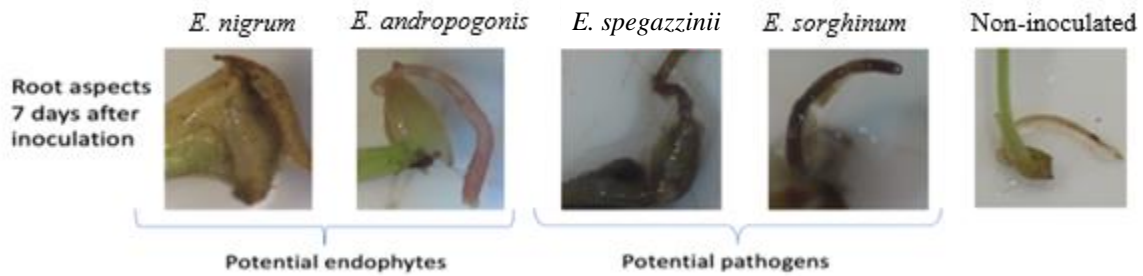 E. nigrum E. andropogonis E. spegazzinii E. sorghinum Non-inoculated
Root aspects
7 days after
inoculation
Potential endophytes Potential pathogens